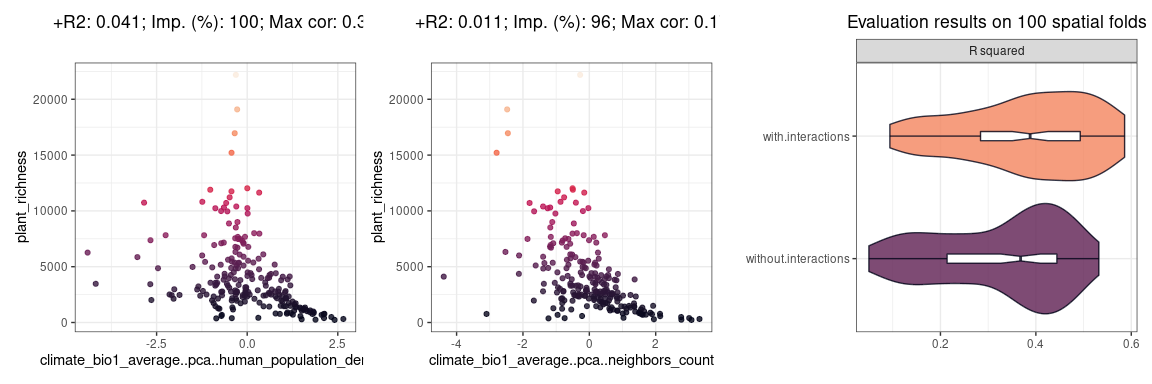 +R2: 0.041; Imp. (%): 100; Max cor: 0.3
+R2: 0.011; Imp. (%): 96; Max cor: 0.1
Evaluation results on 100 spatial folds
R squared
plant_richness
20000
15000
10000
5000
0
-2.5
0.0
2.5
climate_bio1_average..pca..human_population_der
plant_richness
20000
15000
10000
5000
0
-4
-2
0
2
climate_bio1_average..pca..neighbors_count
with.interactions
without.interactions
0.2
0.4
0.6